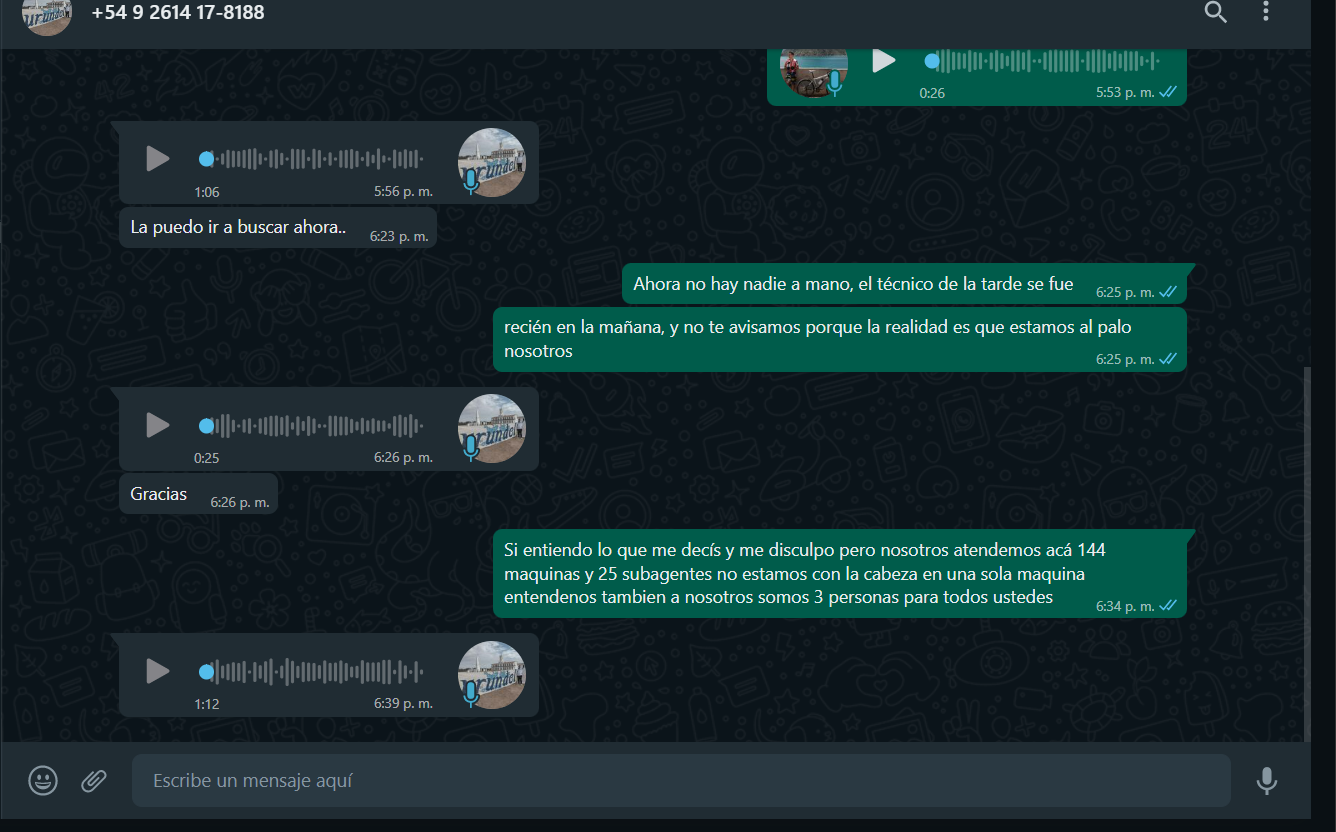 +54 9 2614 17-8188
0:26
5:53 p. m.
1:06
5:56 p. m.
La puedo ir a buscar ahora..
6:23 p. m.
Ahora no hay nadie a mano, el técnico de la tarde se fue
6:25 p. m.
recién en la mañana, y no te avisamos porque la realidad es que estamos al palo
nosotros
6:25 p. m.
0:25
6:26 p. m.
Gracias
6:26 p. m.
Si entiendo lo que me decís y me disculpo pero nosotros atendemos acá 144
maquinas y 25 subagentes no estamos con la cabeza en una sola maquina
entendenos tambien a nosotros somos 3 personas para todos ustedes
6:34 p. m.
1:12
6:39 p. m.
Escribe un mensaje aquí